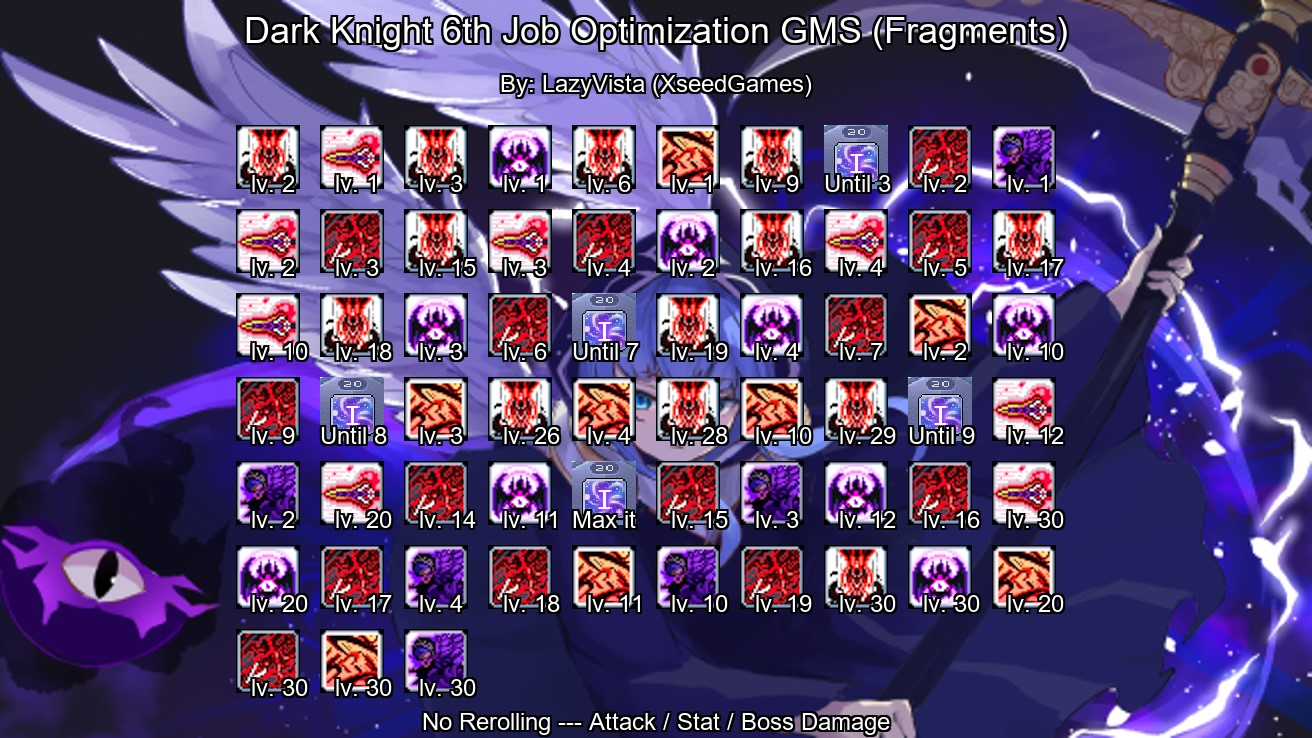 Dark Knight 6th Job Optimization GMS (Fragments)
By: LazyVista (XseedGames)
20
lv. 2 lv. 1 lv. 3 lv. 1 lv. 6 lv. 1 lv. 9 Until 3 lv. 2 lv. 1
lv. 2 lv. 3 lv. 15 lv. 3 lv. 4 lv. 2 lv. 16 lv. 4 lv. 5 lv. 17
20
lv. 10 lv. 18 lv. 3 lv. 6 Until 7 lv. 19 lv. 4 lv. 7 lv. 2 lv. 10
20 20
lv. 9 Until 8 lv. 3 lv. 26 lv. 4 lv. 28 lv. 10 lv. 29 Until 9 lv. 12
20
lv. 2 lv. 20 lv. 14 lv. 11 Max it lv. 15 lv. 3 lv. 12 lv. 16 lv. 30
lv. 20 lv. 17 lv. 4 lv. 18 lv. 11 lv. 10 lv. 19 lv. 30 lv. 30 lv. 20
lv. 30 lv. 30 lv. 30
No Rerolling --- Attack / Stat / Boss Damage